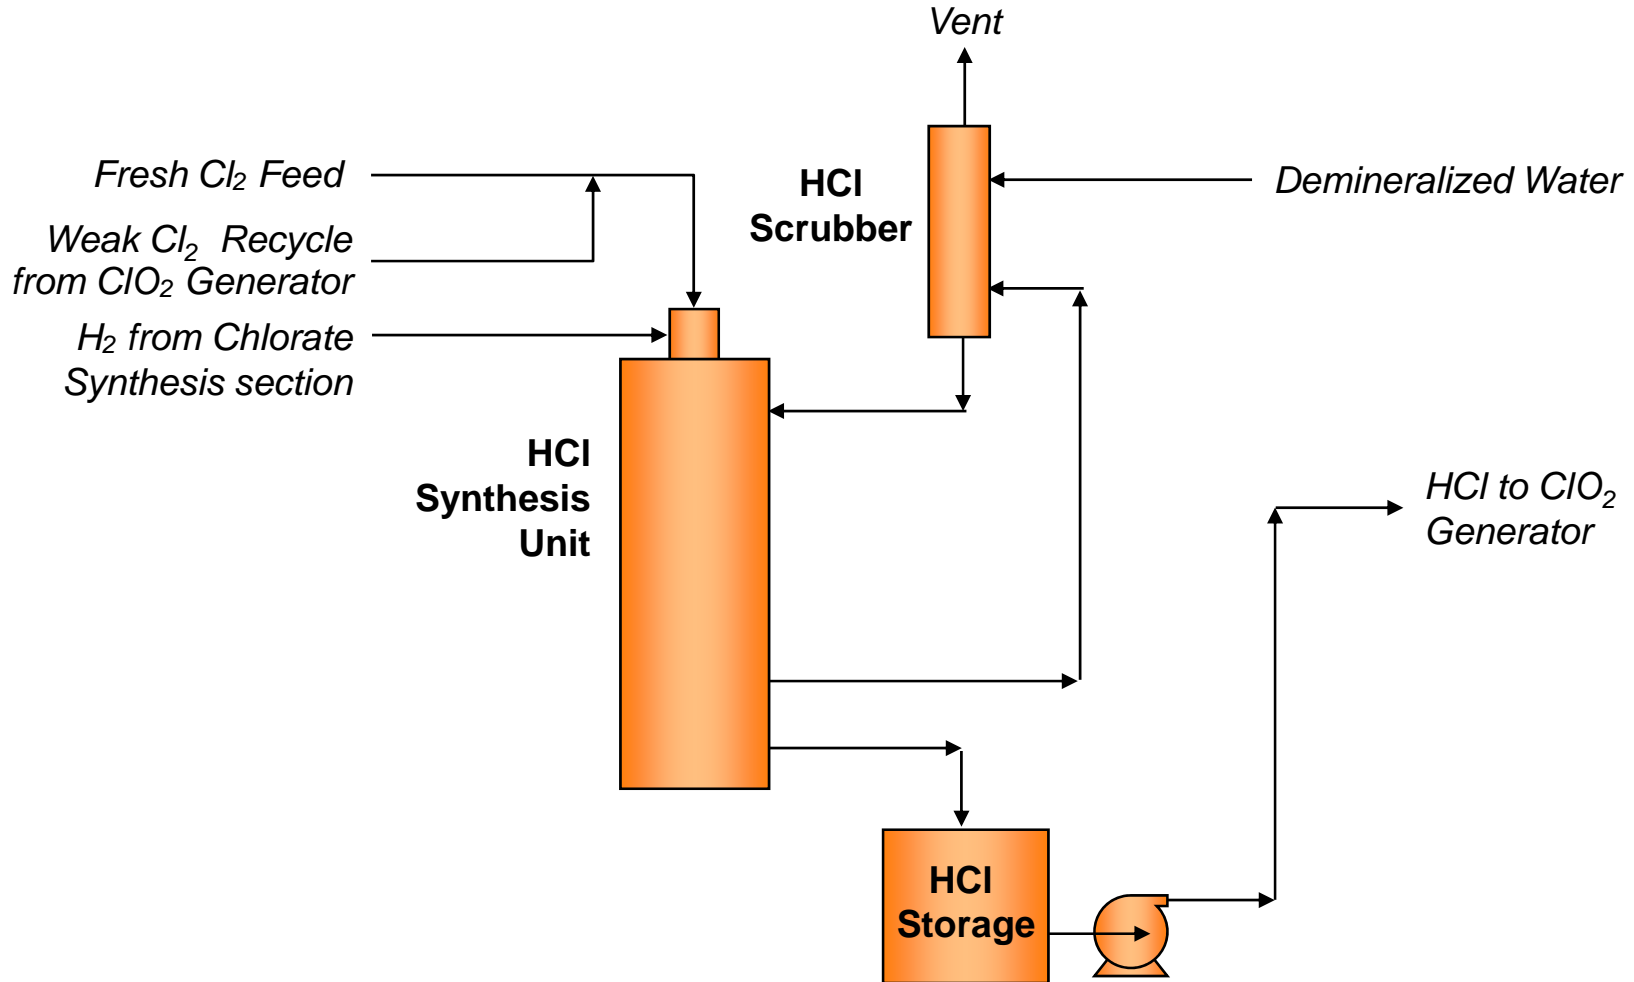 Vent
Fresh Cl₂ Feed
Weak Cl₂ Recycle
from ClO₂ Generator
H₂ from Chlorate
Synthesis section
HCl
Scrubber
Demineralized Water
HCl
Synthesis
Unit
HCl to ClO₂
Generator
HCl
Storage